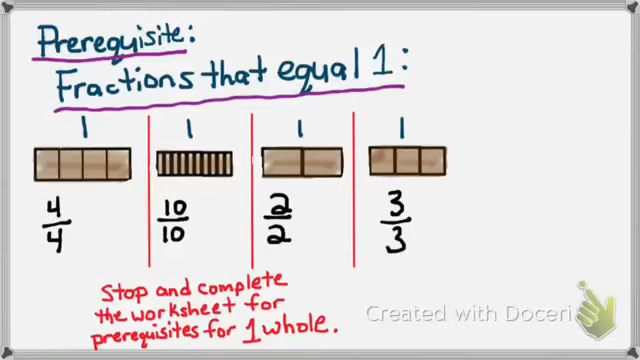 Prerequisite:
Fractions that equal 1:
1 1 1 1
4/4 10/10 2/2 3/3
Stop and complete
the worksheet for
prerequisites for 1 whole.
Created with Doceri